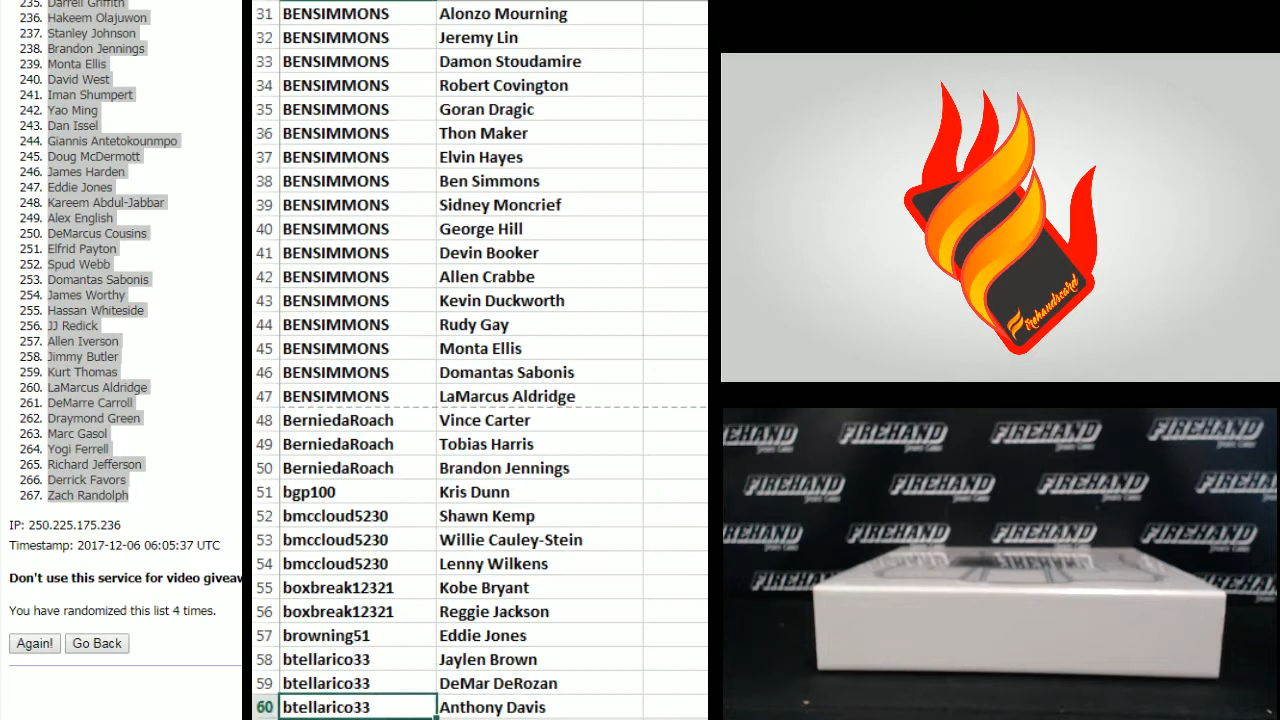 235. Darrell Griffith
236. Hakeem Olajuwon
237. Stanley Johnson
238. Brandon Jennings
239. Monta Ellis
240. David West
241. Iman Shumpert
242. Yao Ming
243. Dan Issel
244. Giannis Antetokounmpo
245. Doug McDermott
246. James Harden
247. Eddie Jones
248. Kareem Abdul-Jabbar
249. Alex English
250. DeMarcus Cousins
251. Elfrid Payton
252. Spud Webb
253. Domantas Sabonis
254. James Worthy
255. Hassan Whiteside
256. JJ Redick
257. Allen Iverson
258. Jimmy Butler
259. Kurt Thomas
260. LaMarcus Aldridge
261. DeMarre Carroll
262. Draymond Green
263. Marc Gasol
264. Yogi Ferrell
265. Richard Jefferson
266. Derrick Favors
267. Zach Randolph
IP: 250.225.175.236
Timestamp: 2017-12-06 06:05:37 UTC
Don't use this service for video giveaw
You have randomized this list 4 times.
Again! Go Back
31 BENSIMMONS Alonzo Mourning
32 BENSIMMONS Jeremy Lin
33 BENSIMMONS Damon Stoudamire
34 BENSIMMONS Robert Covington
35 BENSIMMONS Goran Dragic
36 BENSIMMONS Thon Maker
37 BENSIMMONS Elvin Hayes
38 BENSIMMONS Ben Simmons
39 BENSIMMONS Sidney Moncrief
40 BENSIMMONS George Hill
41 BENSIMMONS Devin Booker
42 BENSIMMONS Allen Crabbe
43 BENSIMMONS Kevin Duckworth
44 BENSIMMONS Rudy Gay
45 BENSIMMONS Monta Ellis
46 BENSIMMONS Domantas Sabonis
47 BENSIMMONS LaMarcus Aldridge
48 BerniedaRoach Vince Carter
49 BerniedaRoach Tobias Harris
50 BerniedaRoach Brandon Jennings
51 bgp100 Kris Dunn
52 bmccloud5230 Shawn Kemp
53 bmccloud5230 Willie Cauley-Stein
54 bmccloud5230 Lenny Wilkens
55 boxbreak12321 Kobe Bryant
56 boxbreak12321 Reggie Jackson
57 browning51 Eddie Jones
58 btellarico33 Jaylen Brown
59 btellarico33 DeMar DeRozan
60 btellarico33 Anthony Davis
Firehandscard
FIREHAND FIREHAND FIREHAND
FIREHAND FIREHAND FIREHAND
FIREHAND FIREHAND FIREHAND